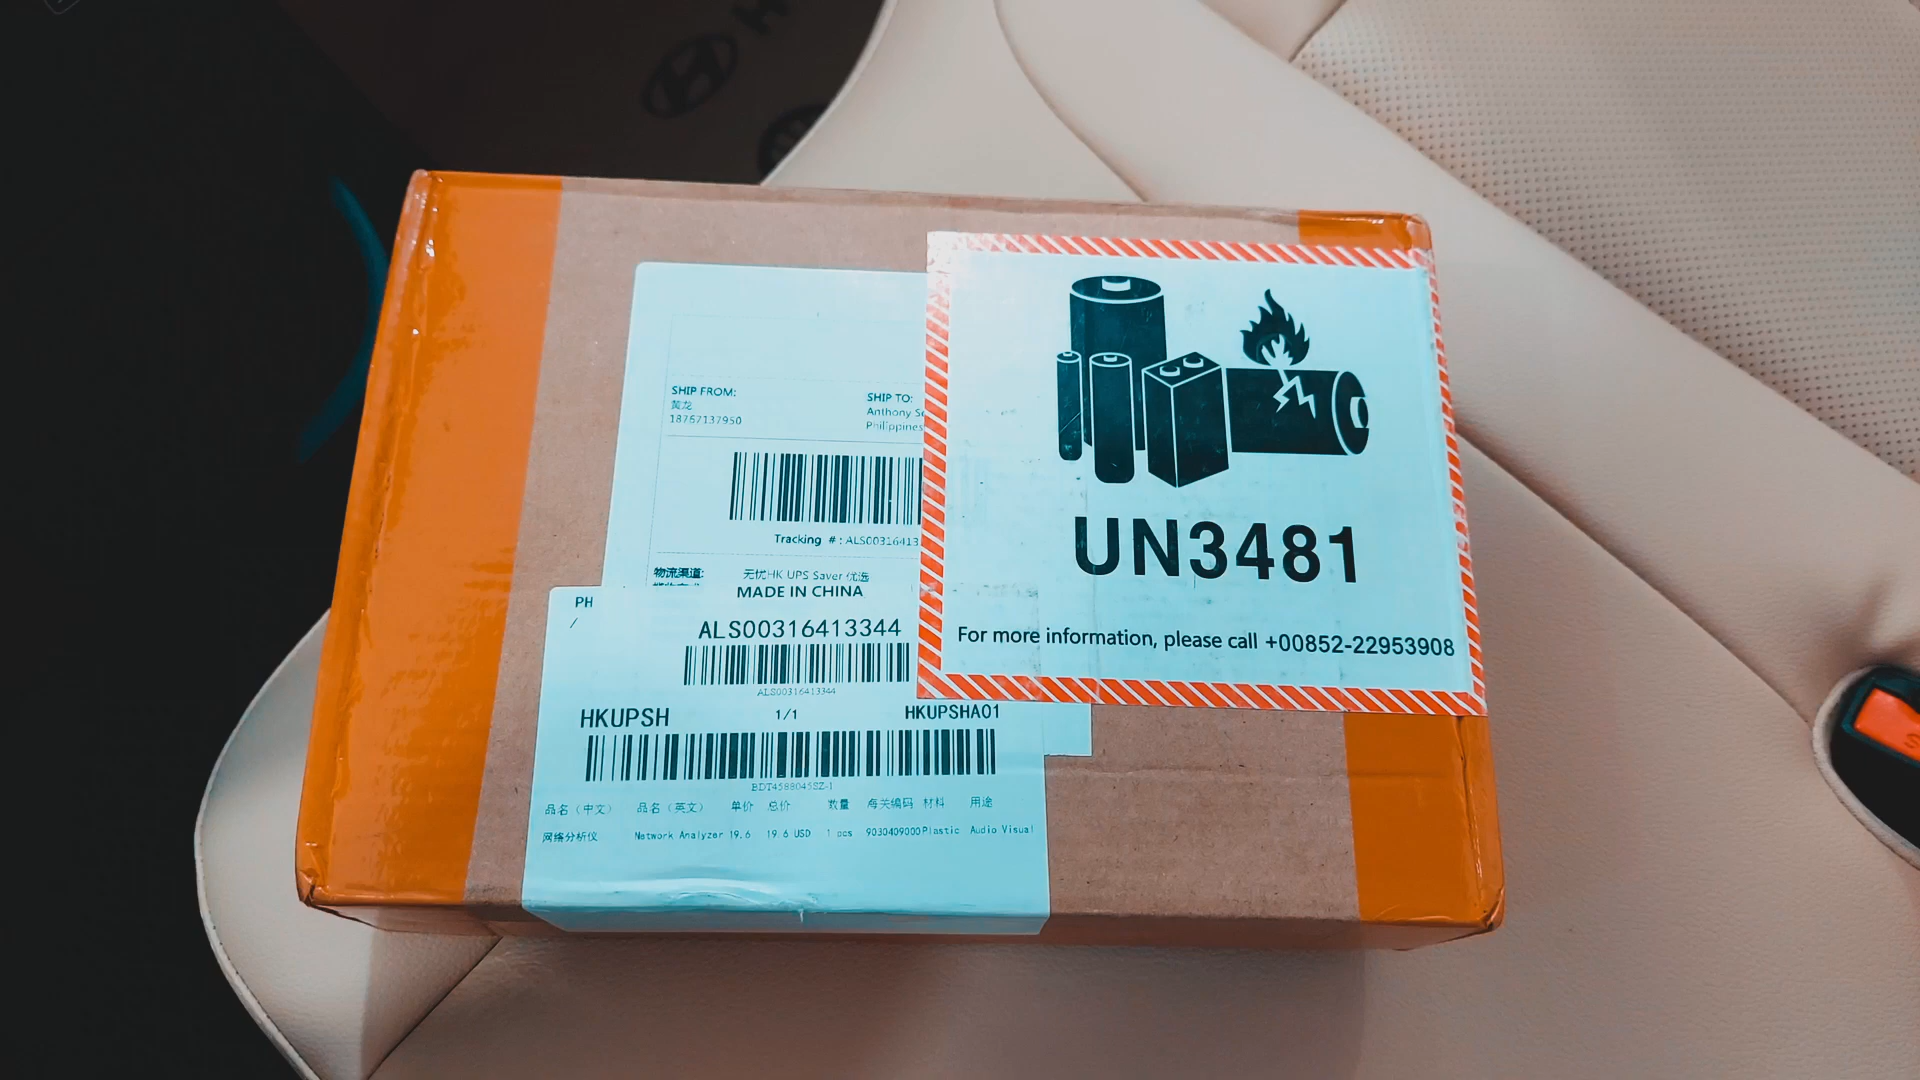 H
SHIP FROM:
黄龙
18767137950
SHIP TO:
Anthony
Philippines
Tracking # : ALS00316413
物流渠道:
无忧HK UPS Saver 优选
MADE IN CHINA
PH
/
ALS00316413344
ALS00316413344
HKUPSH
1/1
HKUPSHA01
BDT4588045SZ-1
品名（中文） 品名（英文） 单价 总价 数量 海关编码 材料 用途
网络分析仪 Network Analyzer 19.6 19.6 USD 1 pcs 9030409000 Plastic Audio Visual
UN3481
For more information, please call +00852-22953908